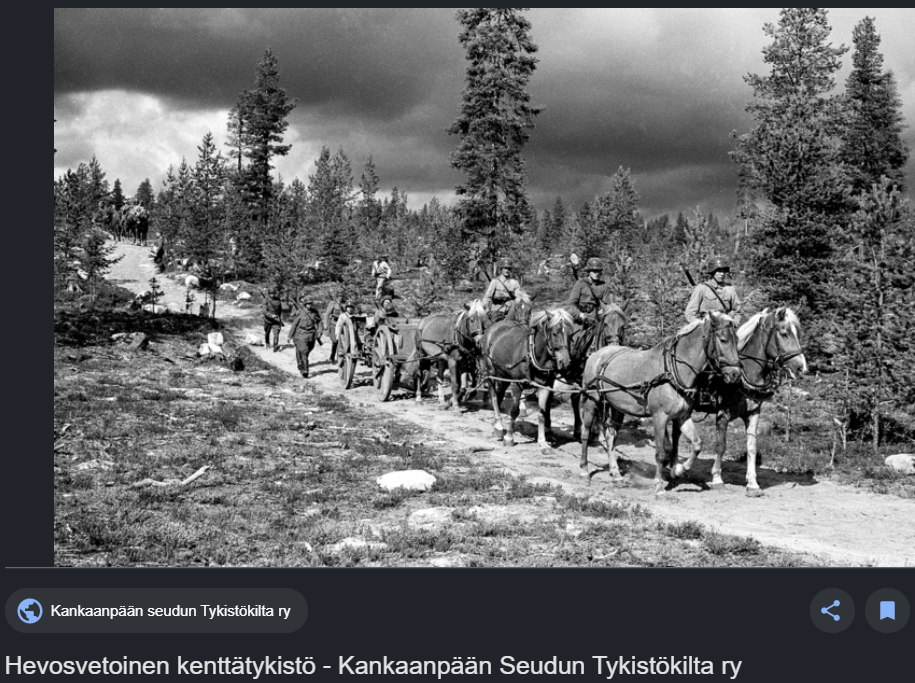 Kankaanpään seudun Tykistökilta ry
Hevosvetoinen kenttätykistö - Kankaanpään Seudun Tykistökilta ry